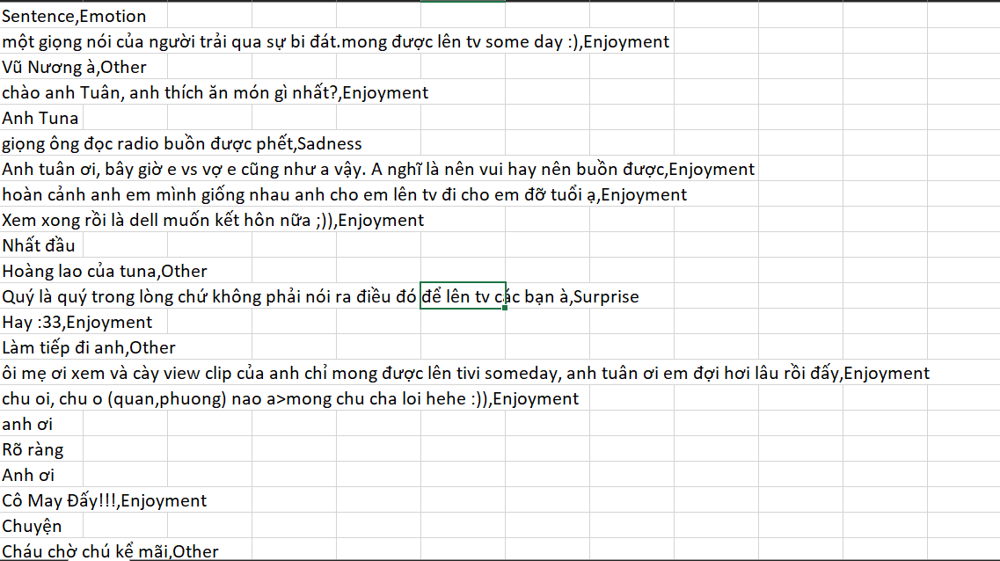 Sentence,Emotion
một giọng nói của người trải qua sự bi đát.mong được lên tv some day :),Enjoyment
Vũ Nương à,Other
chào anh Tuân, anh thích ăn món gì nhất?,Enjoyment
Anh Tuna
giọng ông đọc radio buồn được phết,Sadness
Anh tuân ơi, bây giờ e vs vợ e cũng như a vậy. A nghĩ là nên vui hay nên buồn được,Enjoyment
hoàn cảnh anh em mình giống nhau anh cho em lên tv đi cho em đỡ tuổi ạ,Enjoyment
Xem xong rồi là dell muốn kết hôn nữa ;)),Enjoyment
Nhất đầu
Hoàng lao của tuna,Other
Quý là quý trong lòng chứ không phải nói ra điều đó để lên tv các bạn à,Surprise
Hay :33,Enjoyment
Làm tiếp đi anh,Other
ôi mẹ ơi xem và cày view clip của anh chỉ mong được lên tivi someday, anh tuân ơi em đợi hơi lâu rồi đấy,Enjoyment
chu oi, chu o (quan,phuong) nao a>mong chu cha loi hehe :)),Enjoyment
anh ơi
Rõ ràng
Anh ơi
Cô May Đấy!!!,Enjoyment
Chuyện
Cháu chờ chú kể mãi,Other